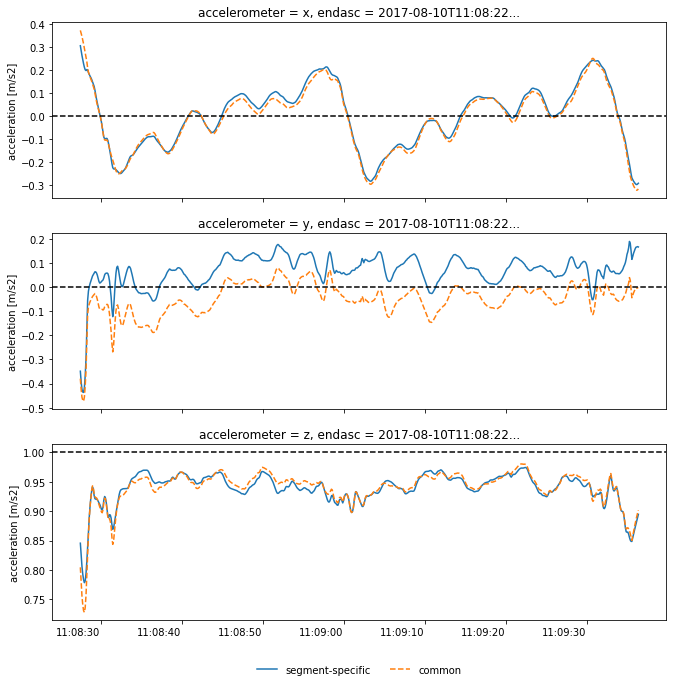 accelerometer = x, endasc = 2017-08-10T11:08:22...
acceleration [m/s2]
0.4
0.3
0.2
0.1
0.0
−0.1
−0.2
−0.3
accelerometer = y, endasc = 2017-08-10T11:08:22...
acceleration [m/s2]
0.2
0.1
0.0
−0.1
−0.2
−0.3
−0.4
−0.5
accelerometer = z, endasc = 2017-08-10T11:08:22...
acceleration [m/s2]
1.00
0.95
0.90
0.85
0.80
0.75
11:08:30 11:08:40 11:08:50 11:09:00 11:09:10 11:09:20 11:09:30
segment-specific common